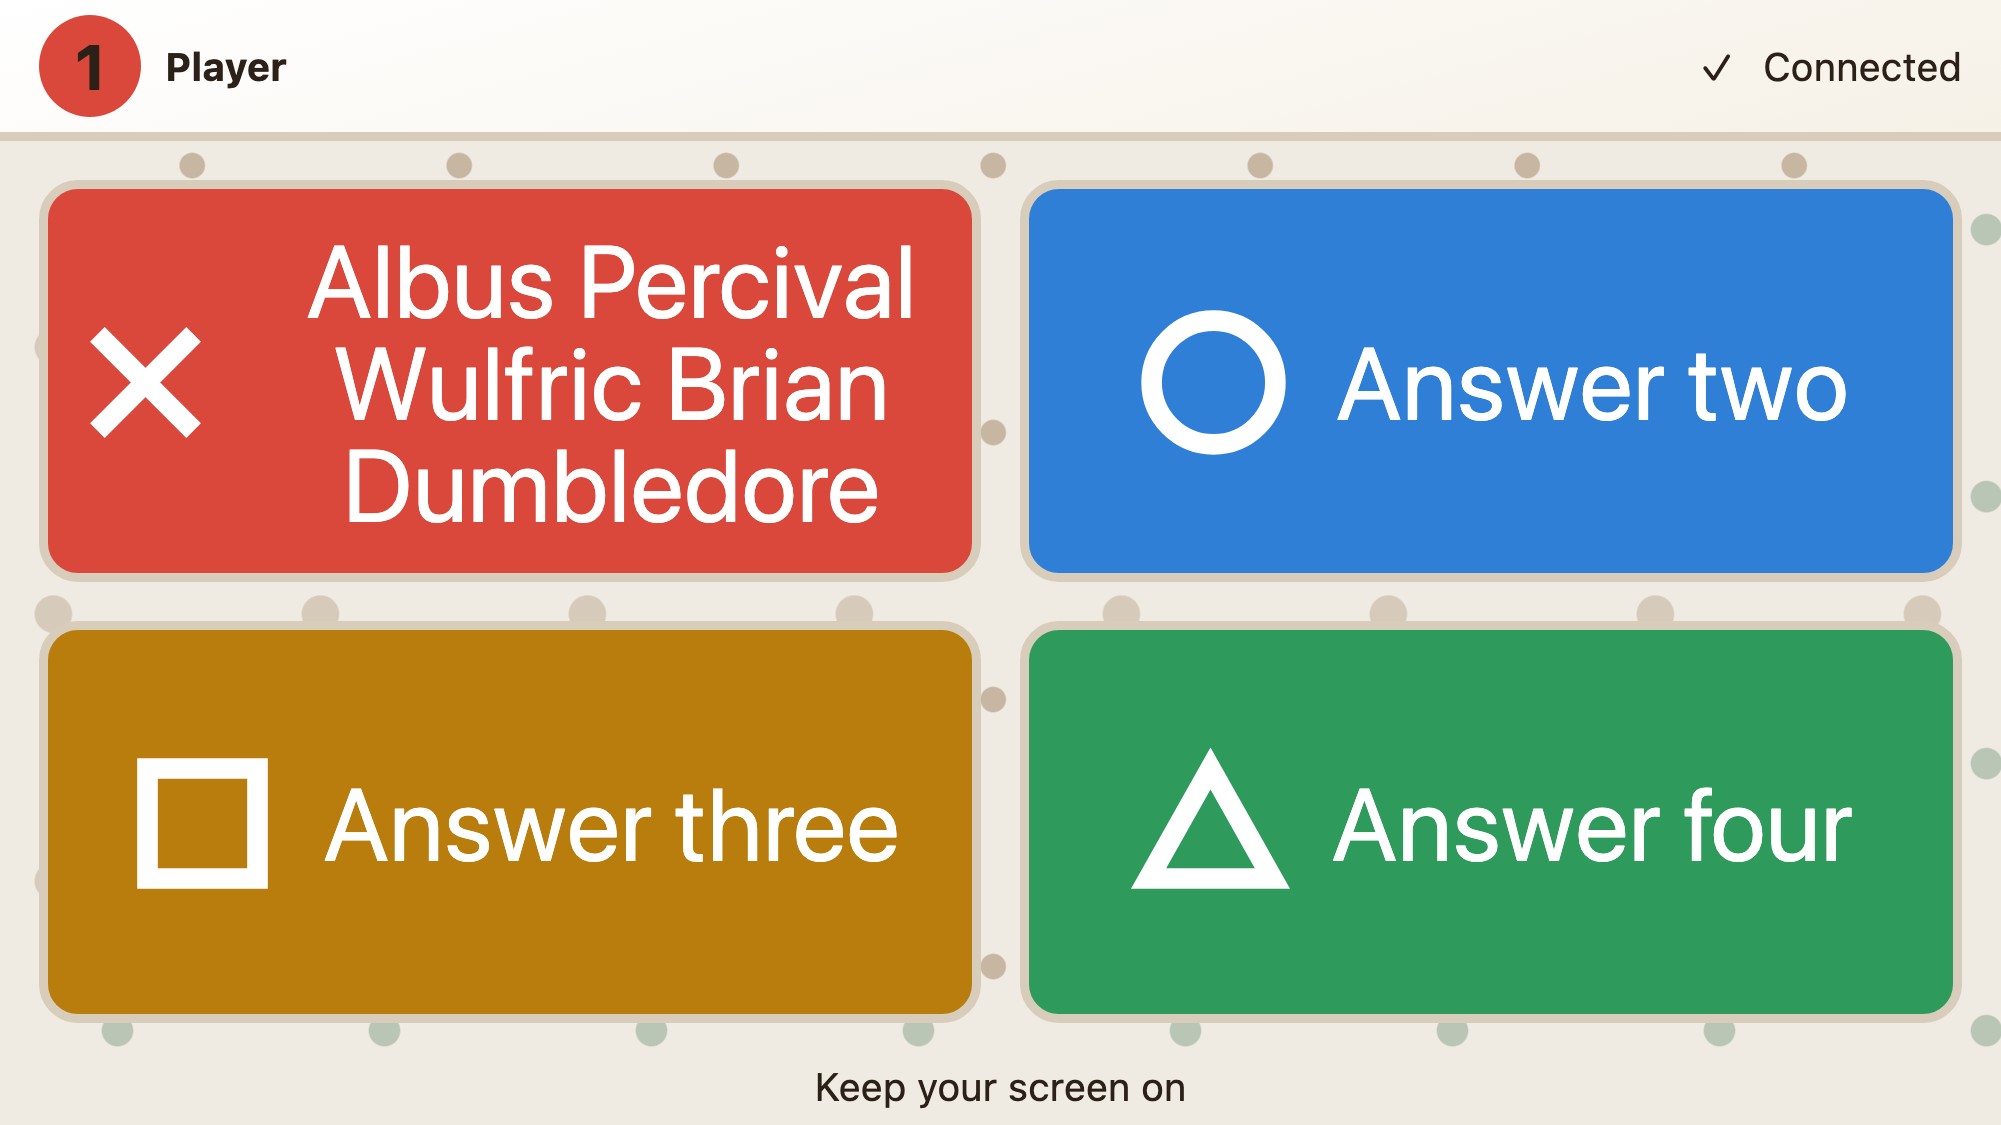 1 Player
✓ Connected
Albus Percival
Wulfric Brian
Dumbledore
Answer two
Answer three
Answer four
Keep your screen on